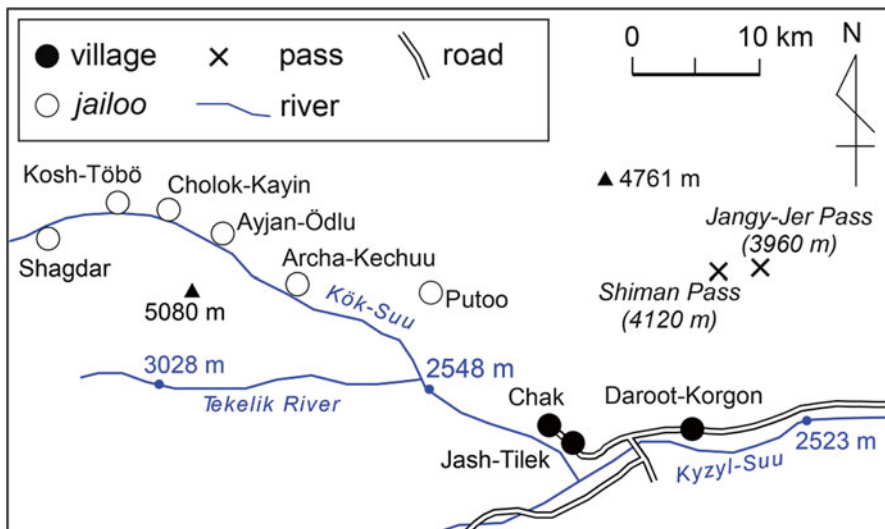 village
pass
road
jailoo
river
0
10 km
N
Kosh-Töbö
Cholok-Kayin
4761 m
Ayjan-Ödlu
Jangy-Jer Pass
(3960 m)
Shagdar
Archa-Kechuu
5080 m
Kök-Suu
Putoo
Shiman Pass
(4120 m)
3028 m
2548 m
Tekelik River
Chak
Daroot-Korgon
Jash-Tilek
Kyzyl-Suu
2523 m